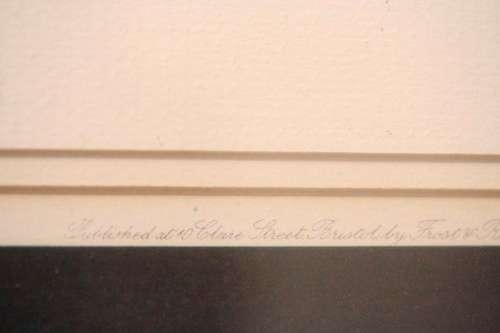 Published at 10 Clare Street, Bristol, by Frost &